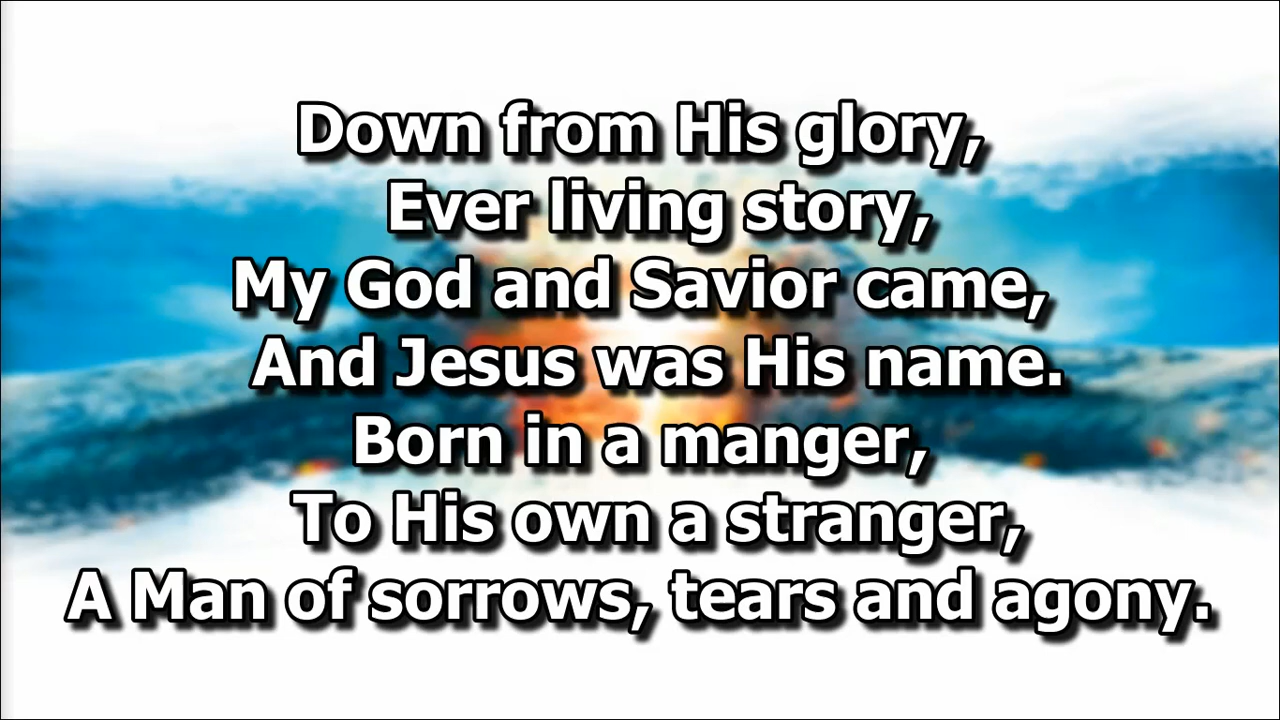 Down from His glory,
Ever living story,
My God and Savior came,
And Jesus was His name.
Born in a manger,
To His own a stranger,
A Man of sorrows, tears and agony.